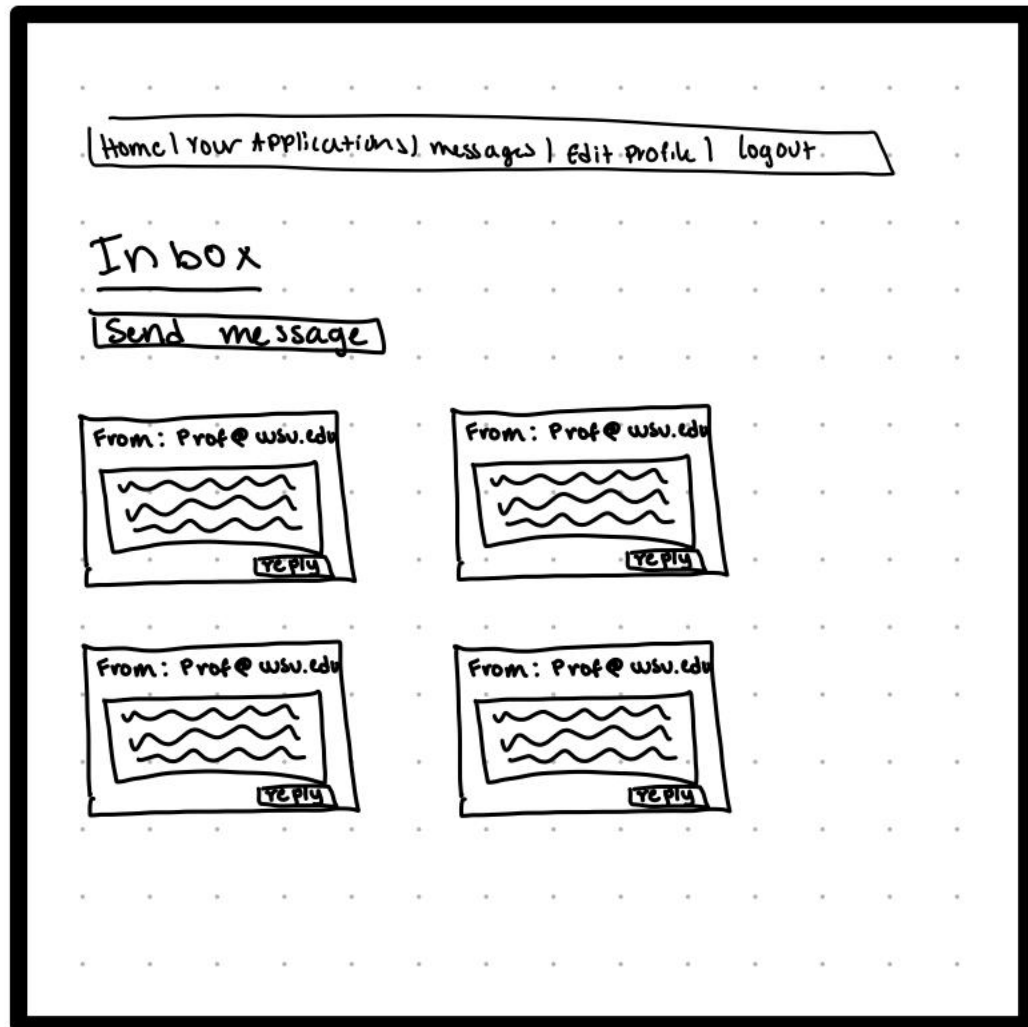 Home | Your Applications | messages | Edit Profile | logout
Inbox
Send message
From: Prof@wsu.edu
reply
From: Prof@wsu.edu
reply
From: Prof@wsu.edu
reply
From: Prof@wsu.edu
reply